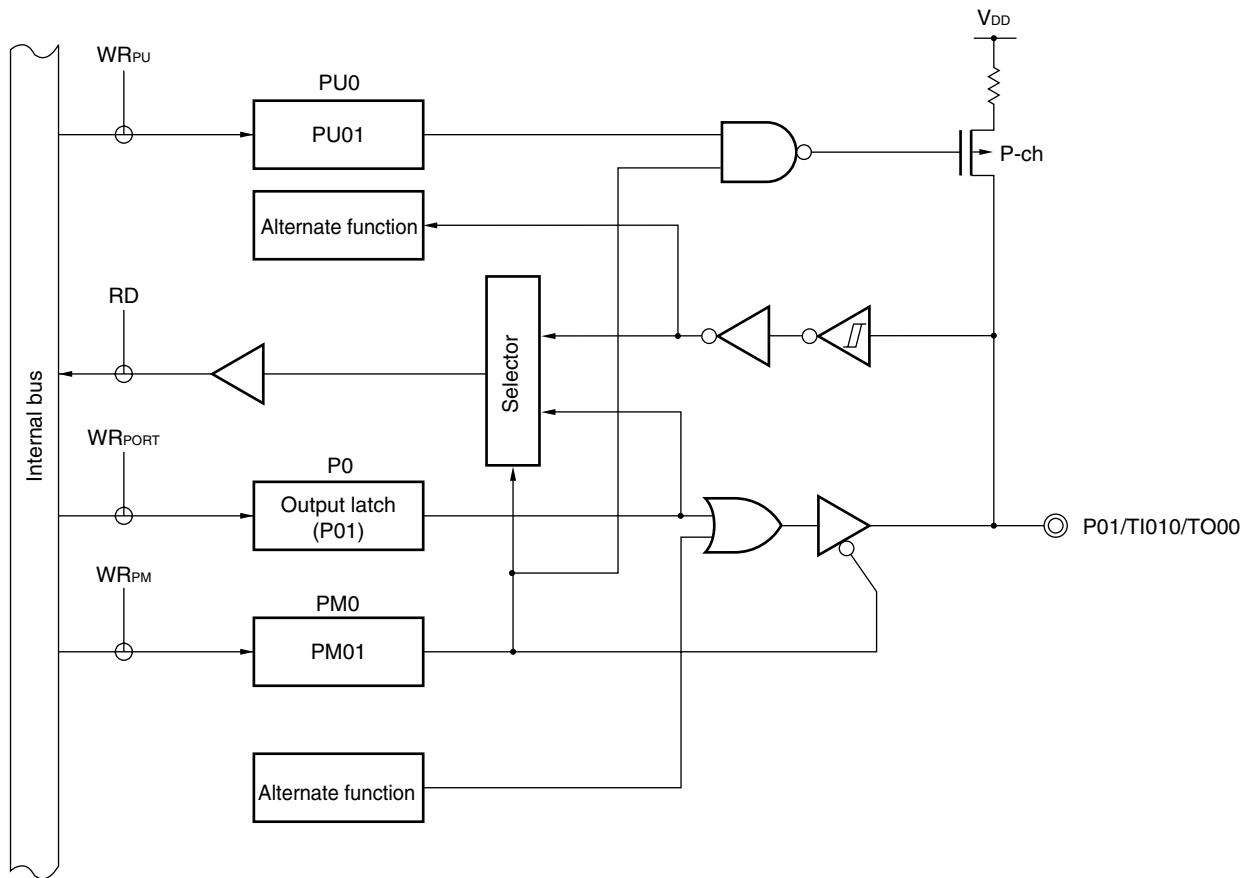 VDD
WRPU
PU0
PU01
P-ch
Alternate function
RD
Selector
Internal bus
WRPORT
P0
Output latch
(P01)
P01/TI010/TO00
WRPM
PM0
PM01
Alternate function